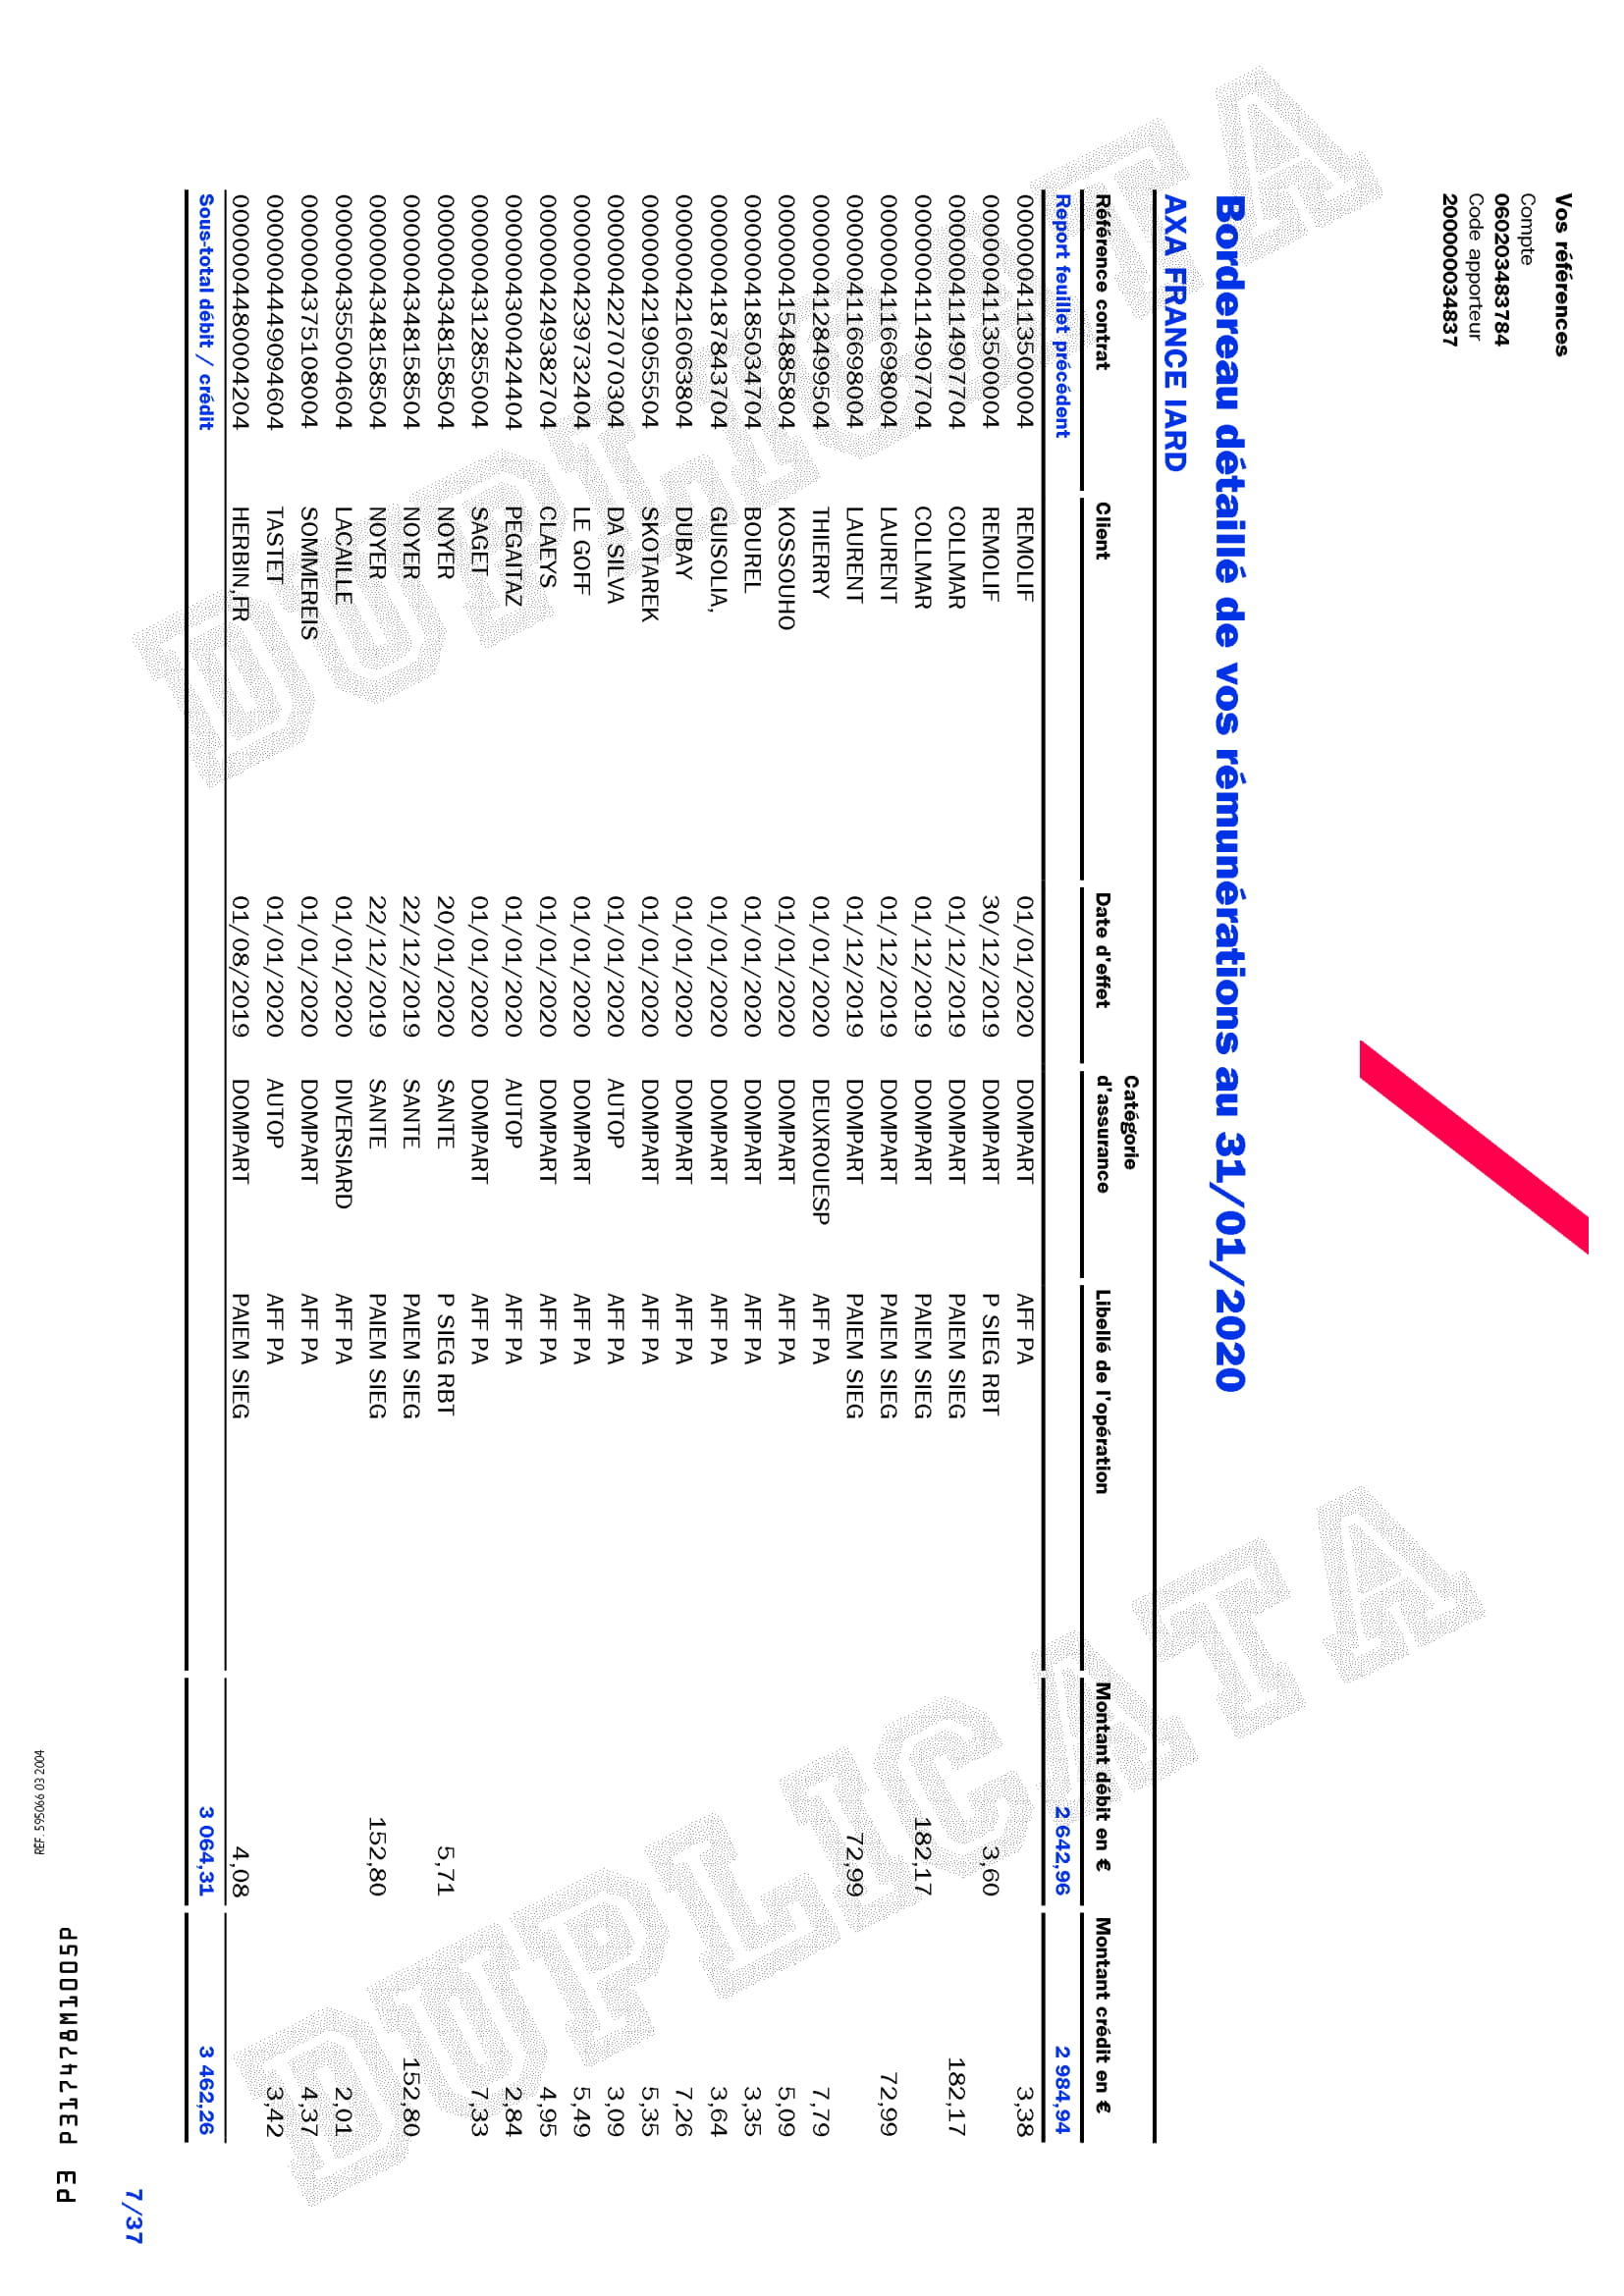 Vos références
Compte
060203483784
Code apporteur
200000034837
Bordereau détaillé de vos rémunérations au 31/01/2020
AXA FRANCE IARD
Référence contrat Client Date d'effet Catégorie d'assurance Libellé de l'opération Montant débit en € Montant crédit en €
Report feuillet précédent 2 642,96 2 984,94
0000004113500004 REMOLIF 01/01/2020 DOMPART AFF PA 3,38
0000004113500004 REMOLIF 30/12/2019 DOMPART P SIEG RBT 3,60
0000004114907704 COLLMAR 01/12/2019 DOMPART PAIEM SIEG 182,17
0000004114907704 COLLMAR 01/12/2019 DOMPART PAIEM SIEG 182,17
0000004116698004 LAURENT 01/12/2019 DOMPART PAIEM SIEG 72,99
0000004116698004 LAURENT 01/12/2019 DOMPART PAIEM SIEG 72,99
0000004128499504 THIERRY 01/01/2020 DEUXROUESP AFF PA 7,79
0000004154885804 KOSSOUHO 01/01/2020 DOMPART AFF PA 5,09
0000004185034704 BOUREL 01/01/2020 DOMPART AFF PA 3,35
0000004187843704 GUISOLIA, 01/01/2020 DOMPART AFF PA 3,64
0000004216063804 DUBAY 01/01/2020 DOMPART AFF PA 7,26
0000004219055504 SKOTAREK 01/01/2020 DOMPART AFF PA 5,35
0000004227070304 DA SILVA 01/01/2020 AUTOP AFF PA 3,09
0000004239732404 LE GOFF 01/01/2020 DOMPART AFF PA 5,49
0000004249382704 CLAEYS 01/01/2020 DOMPART AFF PA 4,95
0000004300424404 PEGAITAZ 01/01/2020 AUTOP AFF PA 2,84
0000004312855004 SAGET 01/01/2020 DOMPART AFF PA 7,33
0000004348158504 NOYER 20/01/2020 SANTE P SIEG RBT 5,71
0000004348158504 NOYER 22/12/2019 SANTE PAIEM SIEG 152,80
0000004348158504 NOYER 22/12/2019 SANTE PAIEM SIEG 152,80
0000004355004604 LACAILLE 01/01/2020 DIVERSIARD AFF PA 2,01
0000004375108004 SOMMEREIS 01/01/2020 DOMPART AFF PA 4,37
0000004449094604 TASTET 01/01/2020 AUTOP AFF PA 3,42
0000004480004204 HERBIN,FR 01/08/2019 DOMPART PAIEM SIEG 4,08
Sous-total débit / crédit 3 064,31 3 462,26
7/37
P3 P317478M1005P
RÉF. 595066 03 2004
DUPLICATA
DUPLICATA